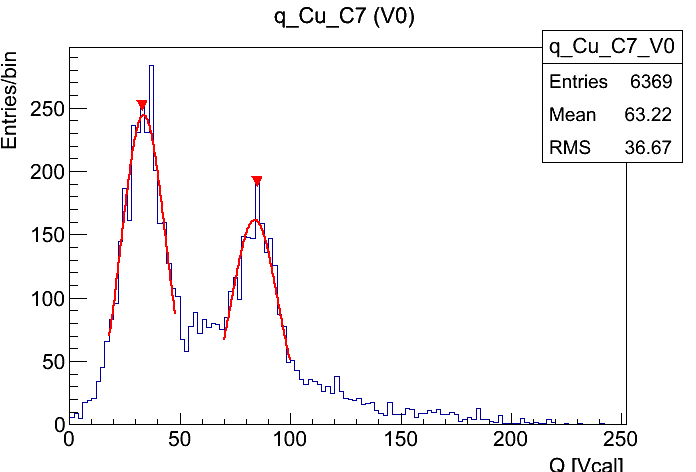 q_Cu_C7 (V0)
q_Cu_C7_V0
Entries 6369
Mean 63.22
RMS 36.67
Entries/bin
250
200
150
100
50
0
0 50 100 150 200 250
Q [Vcal]